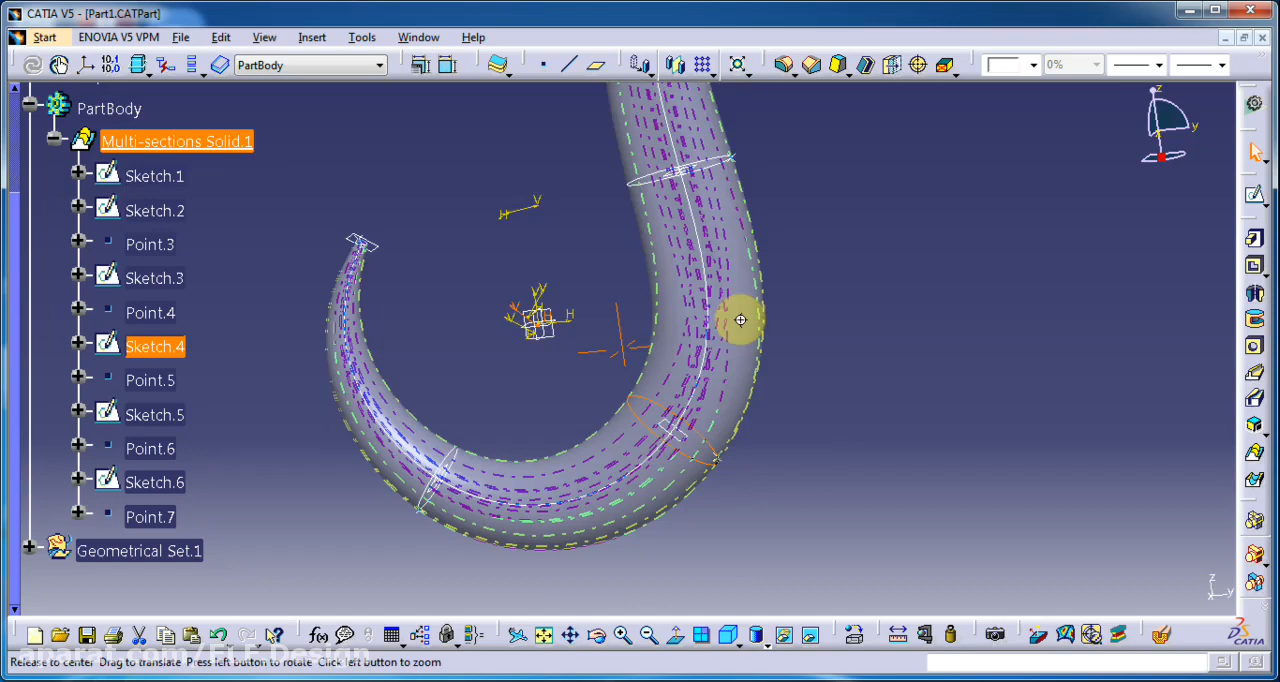 CATIA V5 - [Part1.CATPart]
Start ENOVIA V5 VPM File Edit View Insert Tools Window Help
PartBody 0%
PartBody
Multi-sections Solid.1
Sketch.1
Sketch.2
Point.3
Sketch.3
Point.4
Sketch.4
Point.5
Sketch.5
Point.6
Sketch.6
Point.7
Geometrical Set.1
z
y
H V
V
H
z
y
x
f(x)
CATIA
aparat.com/ELE Design
Release to center Drag to translate Press left button to rotate Click left button to zoom